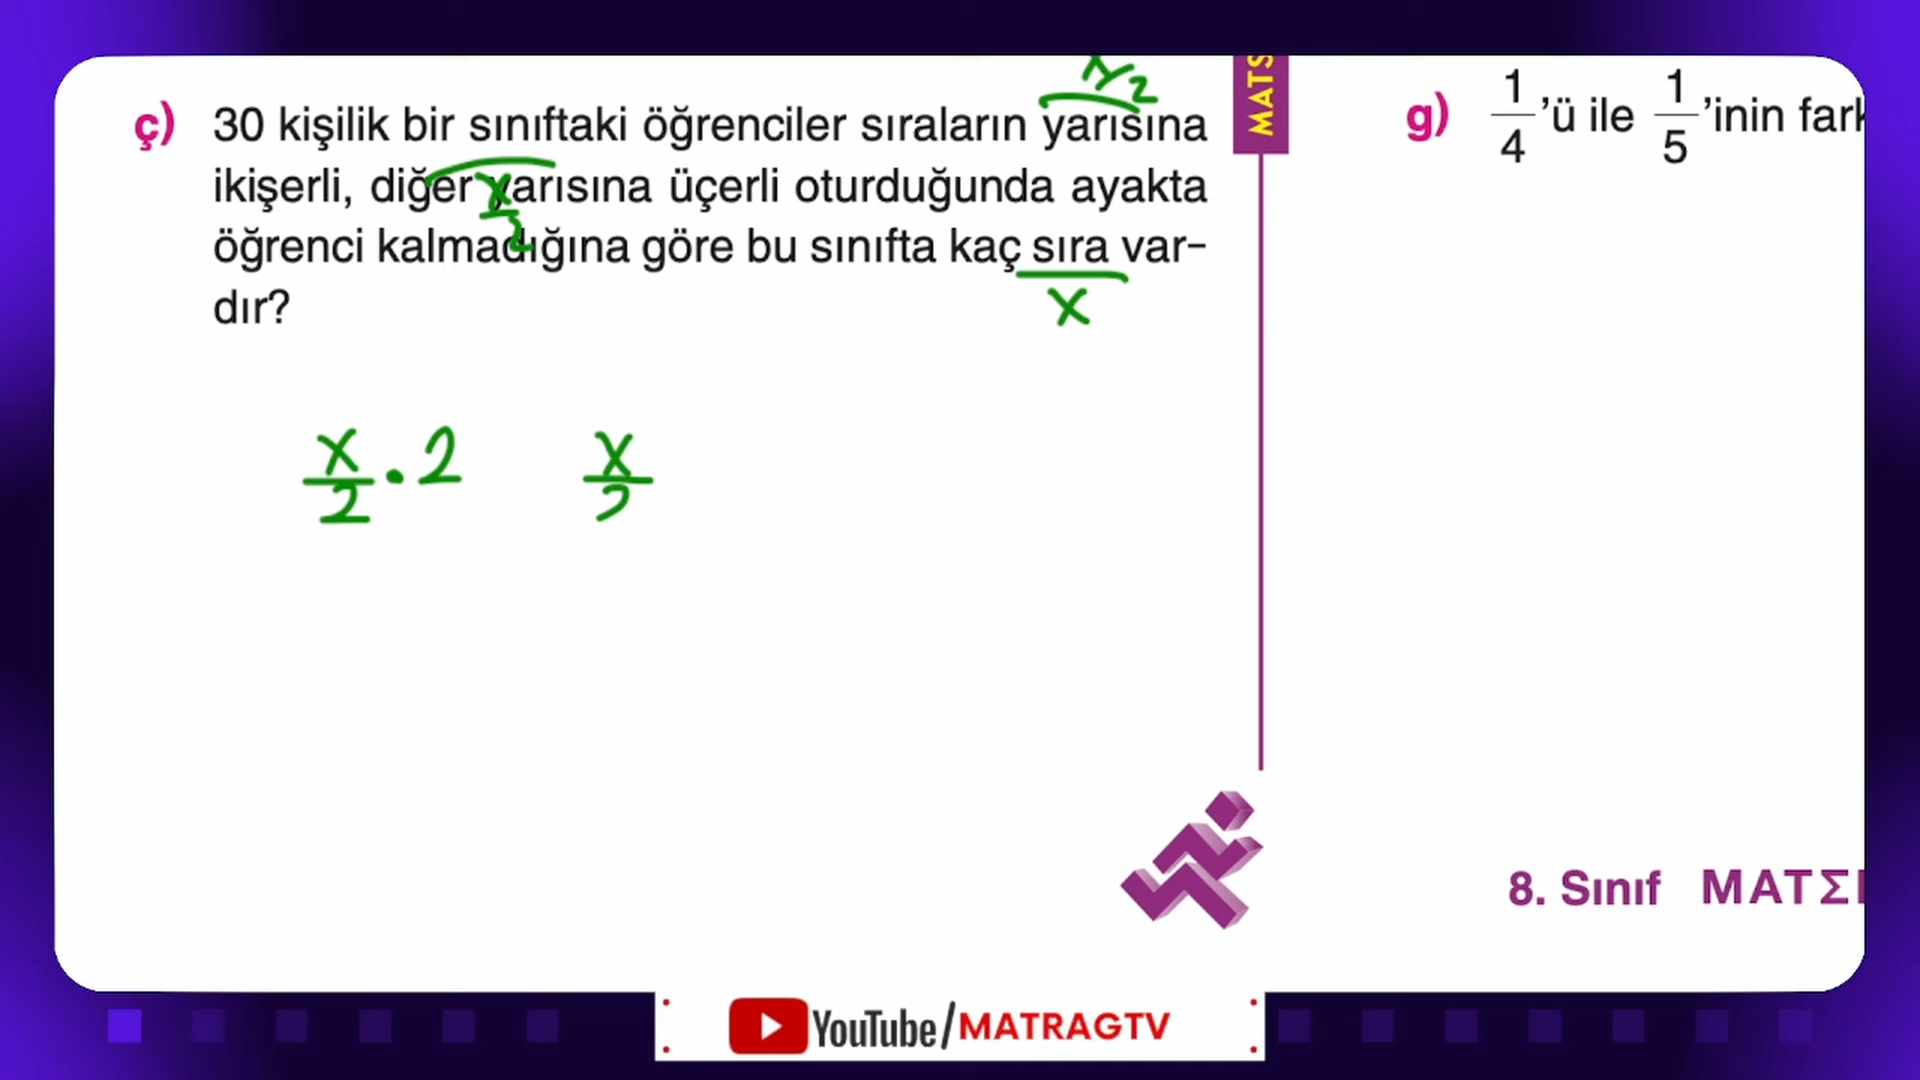 ç) 30 kişilik bir sınıftaki öğrenciler sıraların yarısına
ikişerli, diğer yarısına üçerli oturduğunda ayakta
öğrenci kalmadığına göre bu sınıfta kaç sıra var-
dır?
x/2
x/2
x
x/2 . 2 x/2
MATS
g) 1/4 'ü ile 1/5 'inin fark
8. Sınıf MATΣ
YouTube/MATRAGTV